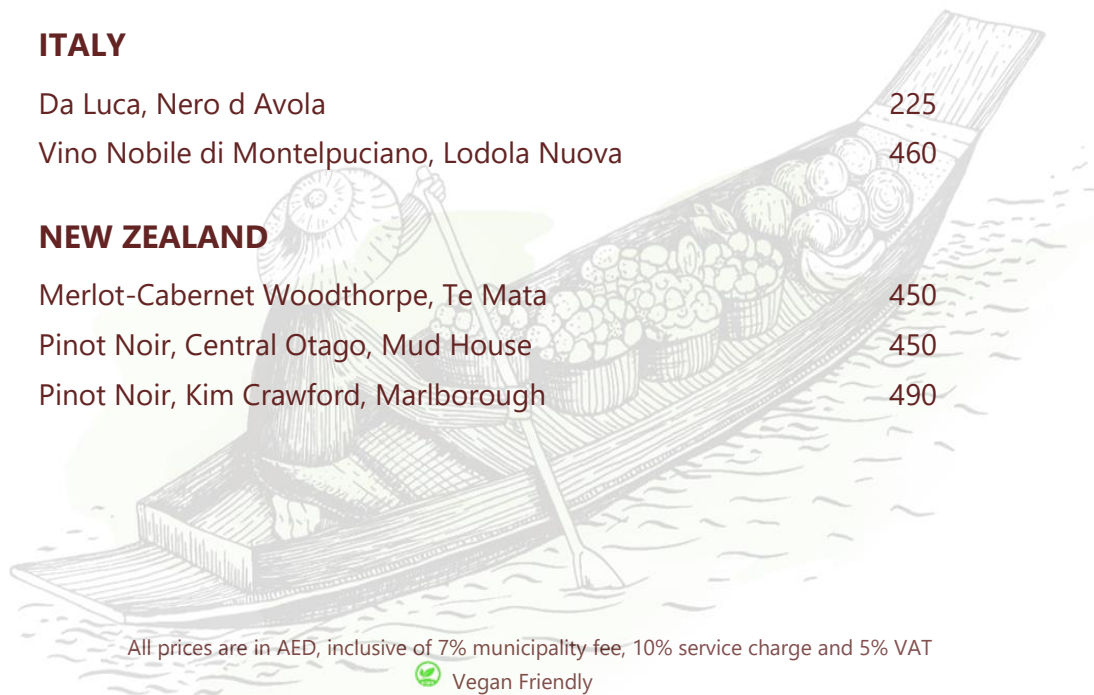 ITALY
Da Luca, Nero d Avola 225
Vino Nobile di Montelpuciano, Lodola Nuova 460
NEW ZEALAND
Merlot-Cabernet Woodthorpe, Te Mata 450
Pinot Noir, Central Otago, Mud House 450
Pinot Noir, Kim Crawford, Marlborough 490
All prices are in AED, inclusive of 7% municipality fee, 10% service charge and 5% VAT
Vegan Friendly